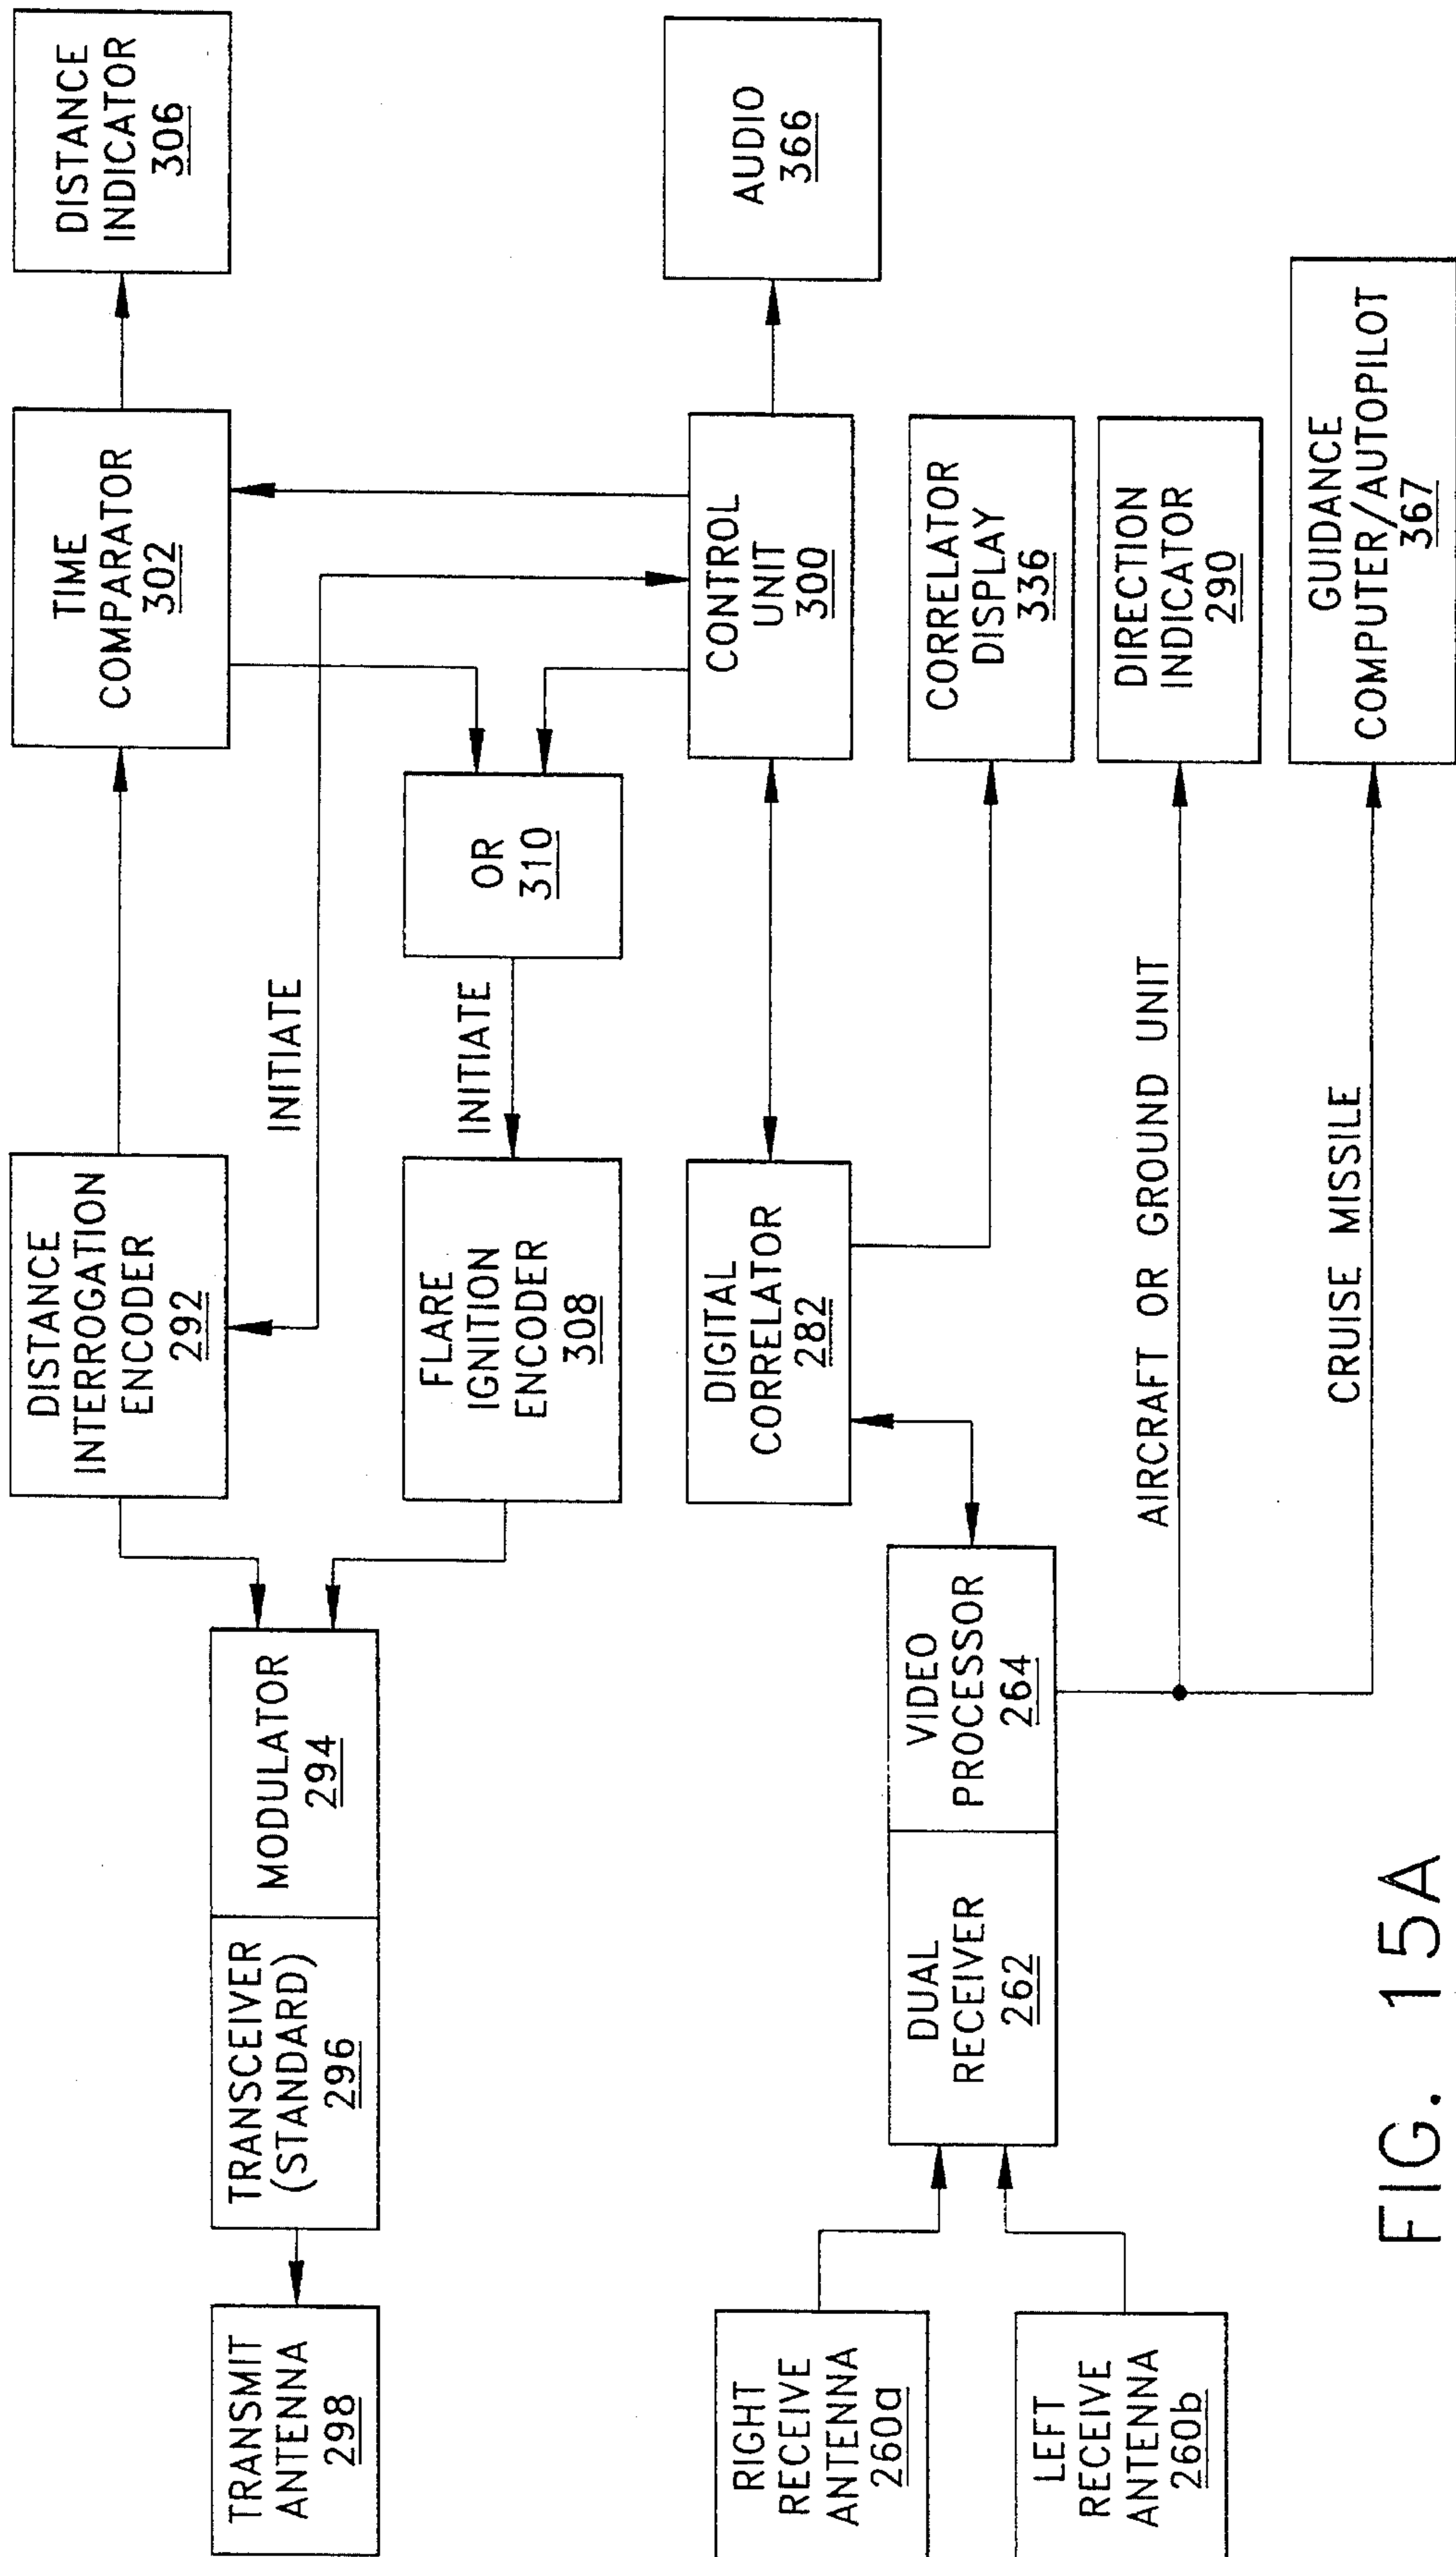 TRANSMIT
ANTENNA
298
TRANSCEIVER
(STANDARD)
296
MODULATOR
294
DISTANCE
INTERROGATION
ENCODER
292
TIME
COMPARATOR
302
DISTANCE
INDICATOR
306
INITIATE
FLARE
IGNITION
ENCODER
308
INITIATE
OR
310
RIGHT
RECEIVE
ANTENNA
260a
LEFT
RECEIVE
ANTENNA
260b
DUAL
RECEIVER
262
VIDEO
PROCESSOR
264
DIGITAL
CORRELATOR
282
CONTROL
UNIT
300
AUDIO
366
CORRELATOR
DISPLAY
336
AIRCRAFT OR GROUND UNIT
DIRECTION
INDICATOR
290
CRUISE MISSILE
GUIDANCE
COMPUTER/AUTOPILOT
367
FIG. 15A